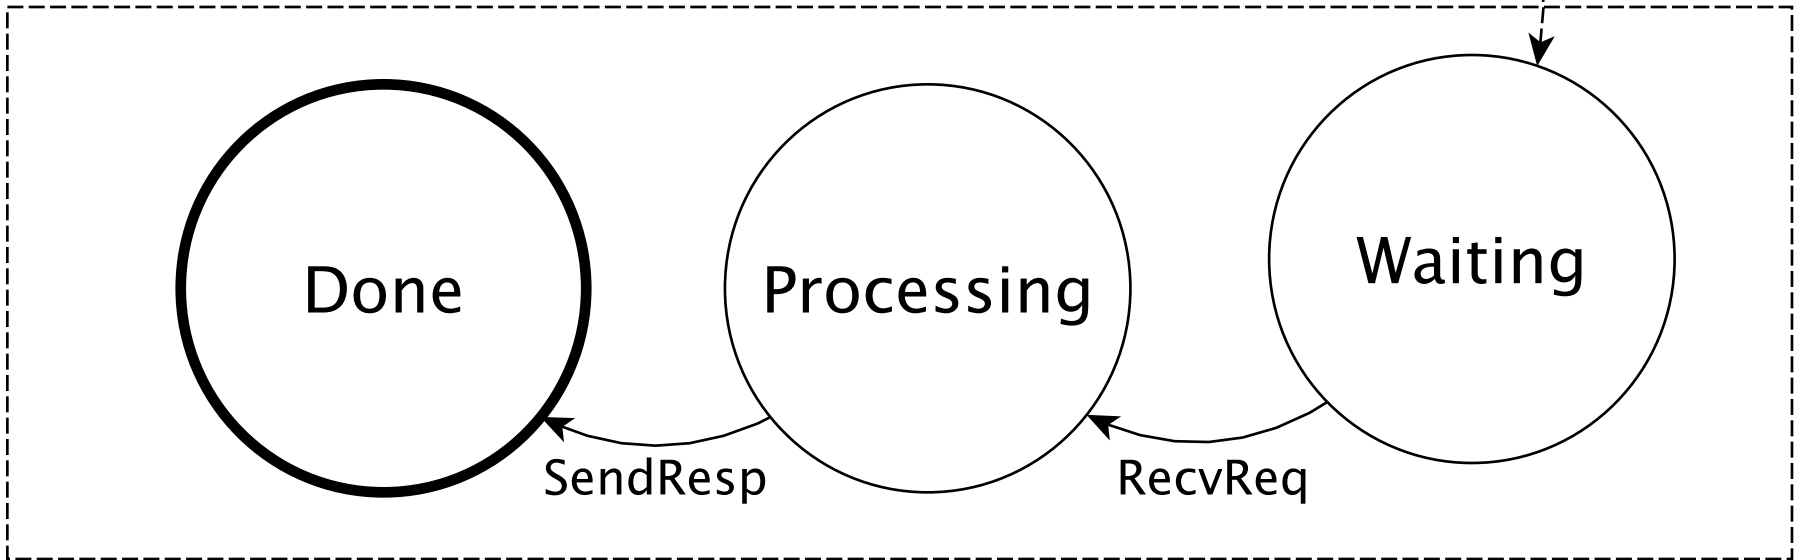 Done
Processing
Waiting
SendResp
RecvReq